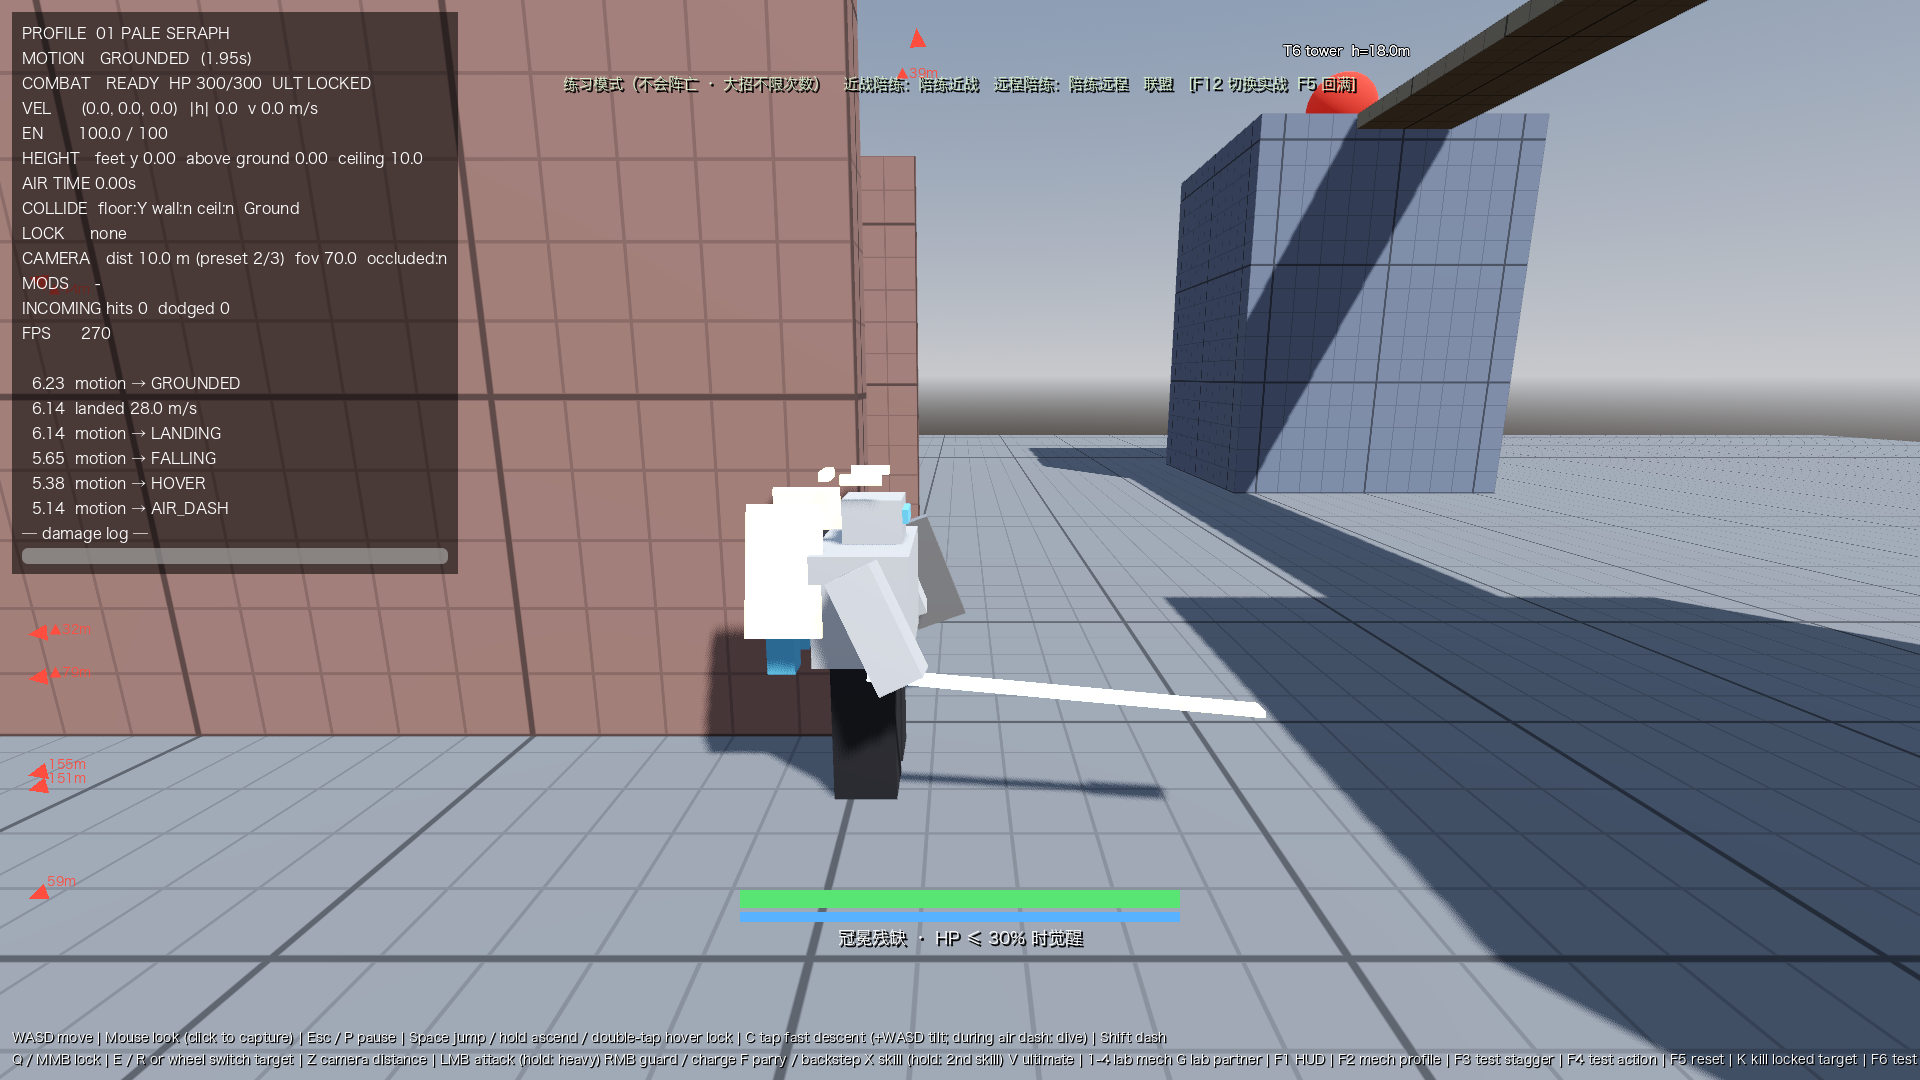 PROFILE 01 PALE SERAPH
MOTION GROUNDED (1.95s)
COMBAT READY HP 300/300 ULT LOCKED
VEL (0.0, 0.0, 0.0) |h| 0.0 v 0.0 m/s
EN 100.0 / 100
HEIGHT feet y 0.00 above ground 0.00 ceiling 10.0
AIR TIME 0.00s
COLLIDE floor:Y wall:n ceil:n Ground
LOCK none
CAMERA dist 10.0 m (preset 2/3) fov 70.0 occluded:n
MODS -
INCOMING hits 0 dodged 0
FPS 270
6.23 motion → GROUNDED
6.14 landed 28.0 m/s
6.14 motion → LANDING
5.65 motion → FALLING
5.38 motion → HOVER
5.14 motion → AIR_DASH
— damage log —
▲39m
T6 tower h=18.0m
练习模式（不会阵亡 · 大招不限次数） 近战陪练：陪练近战 远程陪练：陪练远程 联盟 [F12 切换实战 F5 回满]
▲32m
155m
151m
59m
冠冕残缺 · HP ≤ 30% 时觉醒
WASD move | Mouse look (click to capture) | Esc / P pause | Space jump / hold ascend / double-tap hover lock | C tap fast descent (+WASD tilt; during air dash: dive) | Shift dash
Q / MMB lock | E / R or wheel switch target | Z camera distance | LMB attack (hold: heavy) RMB guard / charge F parry / backstep X skill (hold: 2nd skill) V ultimate | 1-4 lab mech G lab partner | F1 HUD | F2 mech profile | F3 test stagger | F4 test action | F5 reset | K kill locked target | F6 test